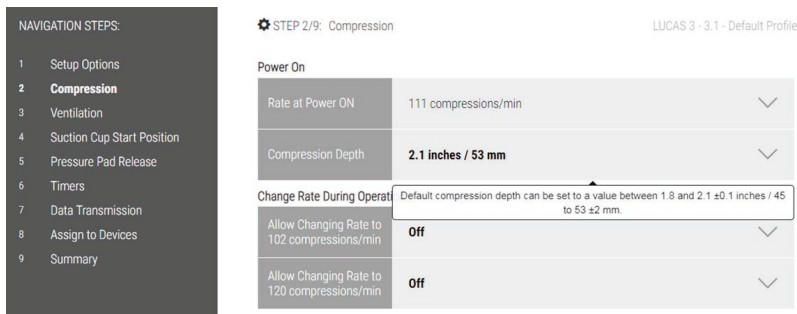 NAVIGATION STEPS:
1 Setup Options
2 Compression
3 Ventilation
4 Suction Cup Start Position
5 Pressure Pad Release
6 Timers
7 Data Transmission
8 Assign to Devices
9 Summary
STEP 2/9: Compression
LUCAS 3 - 3.1 - Default Profile
Power On
Rate at Power ON
111 compressions/min
Compression Depth
2.1 inches / 53 mm
Change Rate During Operati
Default compression depth can be set to a value between 1.8 and 2.1 ±0.1 inches / 45
to 53 ±2 mm.
Allow Changing Rate to
102 compressions/min
Off
Allow Changing Rate to
120 compressions/min
Off